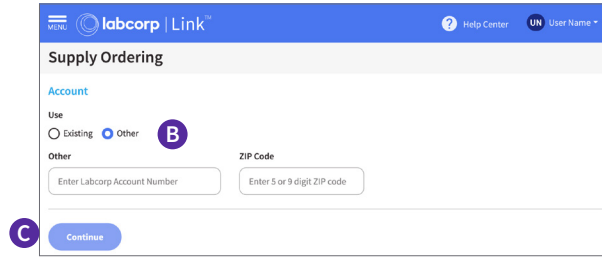 MENU labcorp | Link™ ? Help Center UN User Name
Supply Ordering
Account
Use
Existing Other B
Other ZIP Code
Enter Labcorp Account Number Enter 5 or 9 digit ZIP code
C Continue